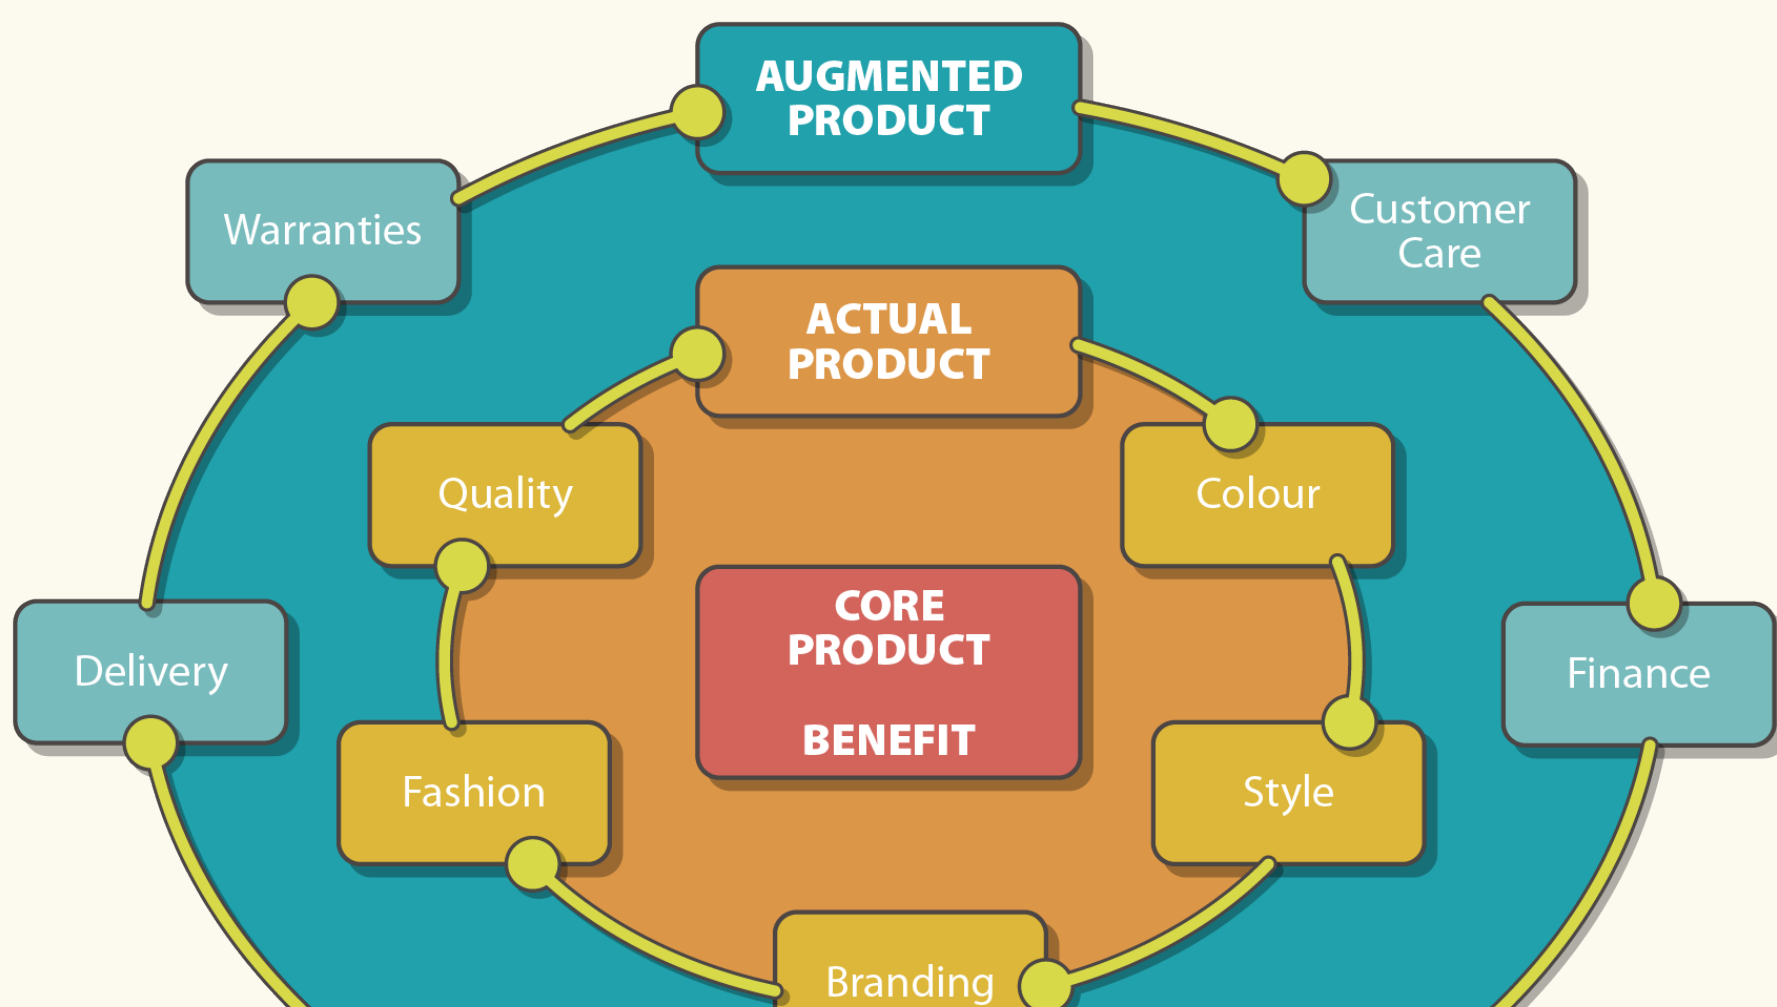 AUGMENTED
PRODUCT
Warranties
Customer
Care
ACTUAL
PRODUCT
Quality
Colour
CORE
PRODUCT
BENEFIT
Delivery
Finance
Fashion
Style
Branding